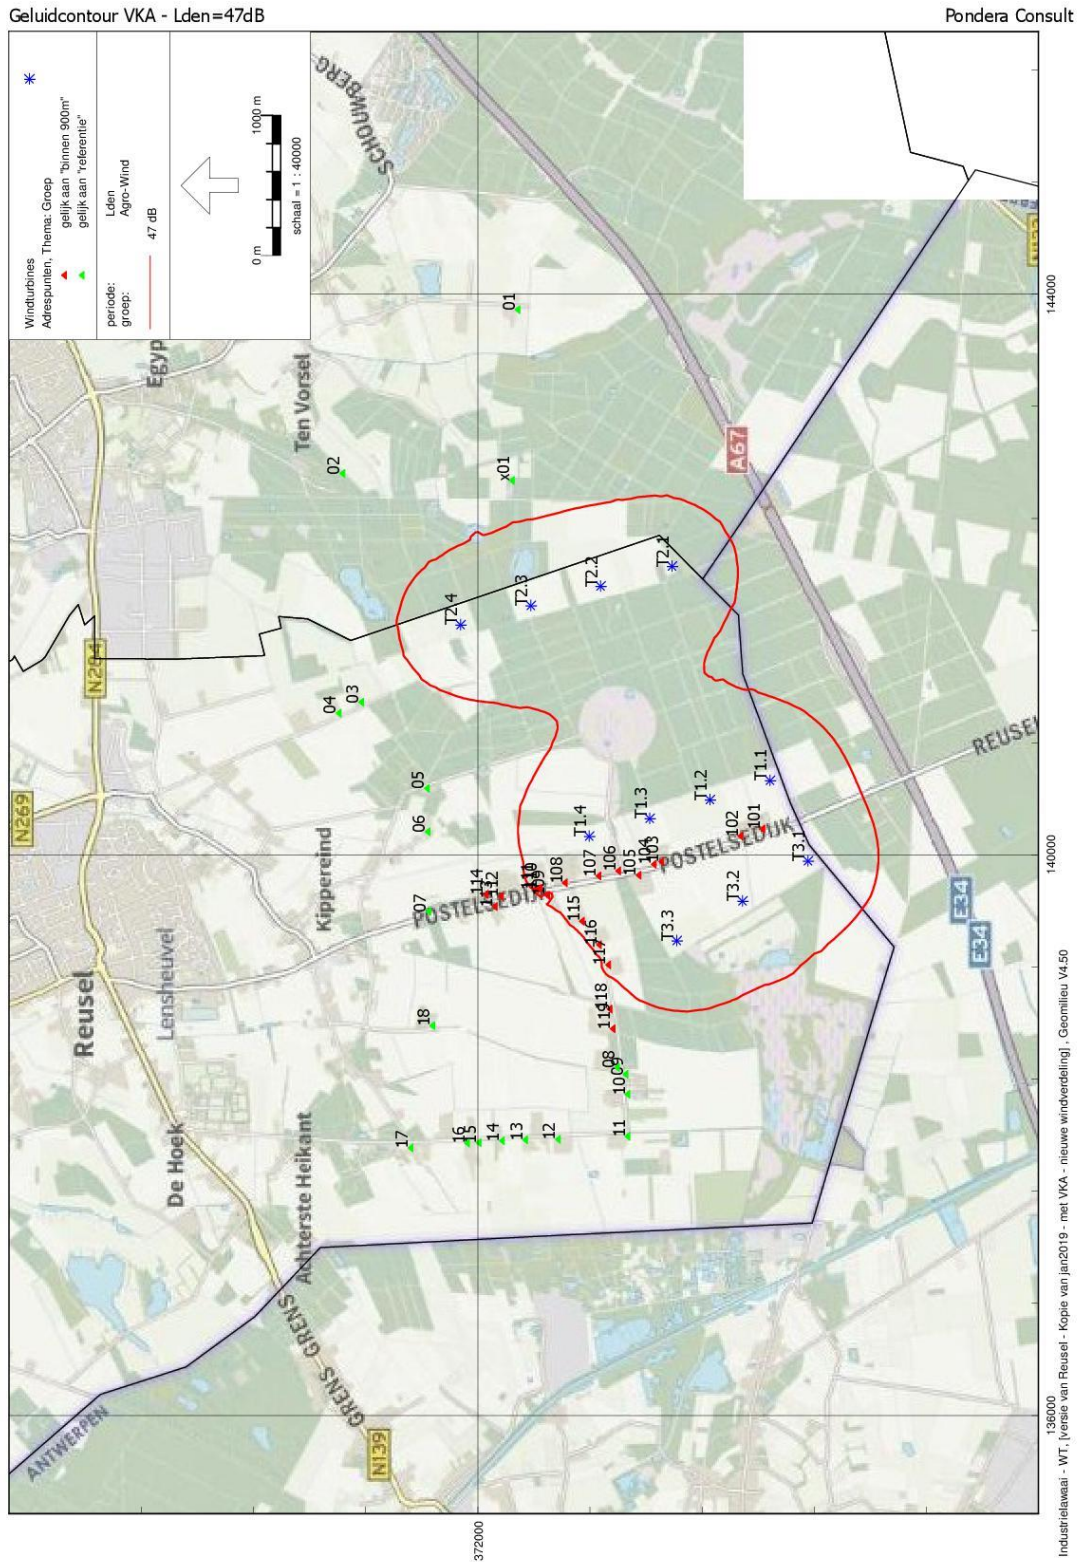 Geluidcontour VKA - Lden=47dB
Pondera Consult
Windturbines
Adrespunten, Thema: Groep
gelijk aan "binnen 900m"
gelijk aan "referentie"
periode: Lden
groep: Agro-Wind
47 dB
0 m 1000 m
schaal = 1 : 40000
SCHOUWBERG
Egyp
Ten Vorsel
N284
N269
Reusel
Lensheuvel
Kippereind
De Hoek
Achterste Heikant
GRENS
GRENS
N139
ANTWERPEN
POSTELSEDIJK
POSTELSEDIJK
REUSEL
A67
E34
E34
N123
01
02
x01
03
04
05
06
07
08
09
10
11
12
13
14
15
16
17
18
101
102
103
104
105
106
107
108
109
110
111
112
113
114
115
116
117
118
119
T1.1
T1.2
T1.3
T1.4
T2.1
T2.2
T2.3
T2.4
T3.1
T3.2
T3.3
144000
140000
136000
372000
Industrielawaai - WT, [versie van Reusel - Kopie van jan2019 - met VKA - nieuwe windverdeling] , Geomilieu V4.50